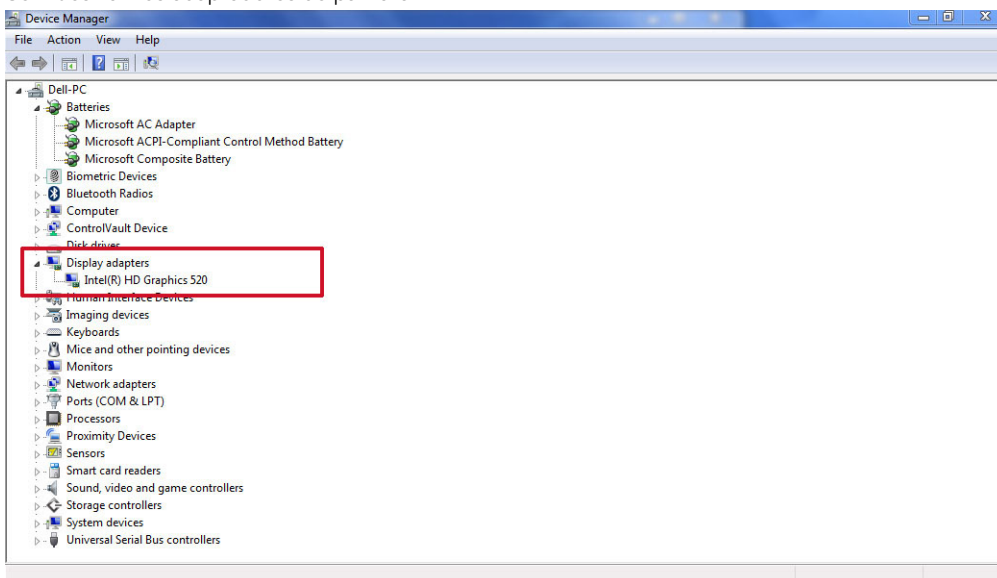 Device Manager
File Action View Help
Dell-PC
Batteries
Microsoft AC Adapter
Microsoft ACPI-Compliant Control Method Battery
Microsoft Composite Battery
Biometric Devices
Bluetooth Radios
Computer
ControlVault Device
Disk drives
Display adapters
Intel(R) HD Graphics 520
Human Interface Devices
Imaging devices
Keyboards
Mice and other pointing devices
Monitors
Network adapters
Ports (COM & LPT)
Processors
Proximity Devices
Sensors
Smart card readers
Sound, video and game controllers
Storage controllers
System devices
Universal Serial Bus controllers